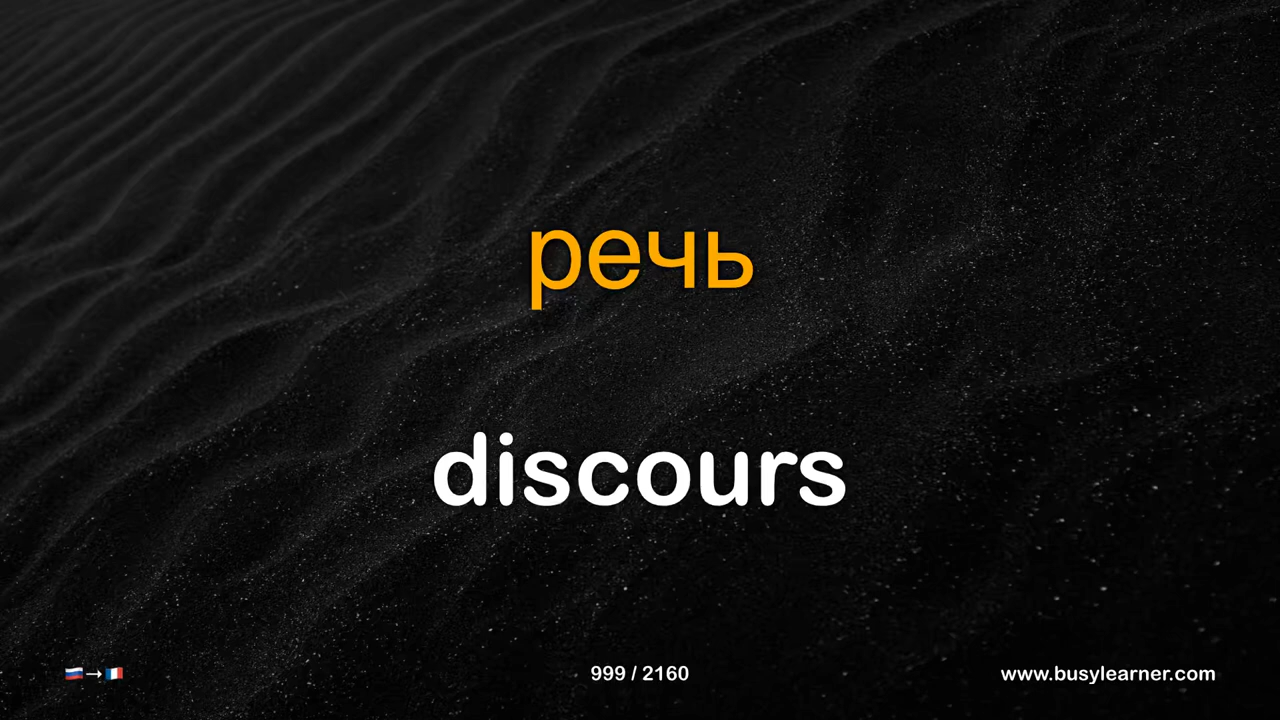 речь
discours
🇷🇺→🇫🇷
999 / 2160
www.busylearner.com